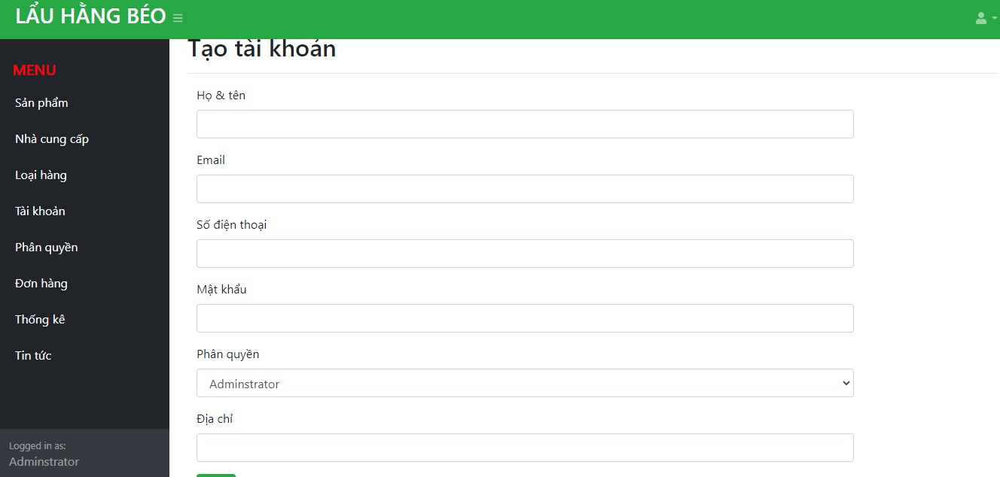 LẨU HẰNG BÉO
Tạo tài khoản
MENU
Sản phẩm
Nhà cung cấp
Loại hàng
Tài khoản
Phân quyền
Đơn hàng
Thống kê
Tin tức
Logged in as:
Adminstrator
Họ & tên
Email
Số điện thoại
Mật khẩu
Phân quyền
Adminstrator
Địa chỉ